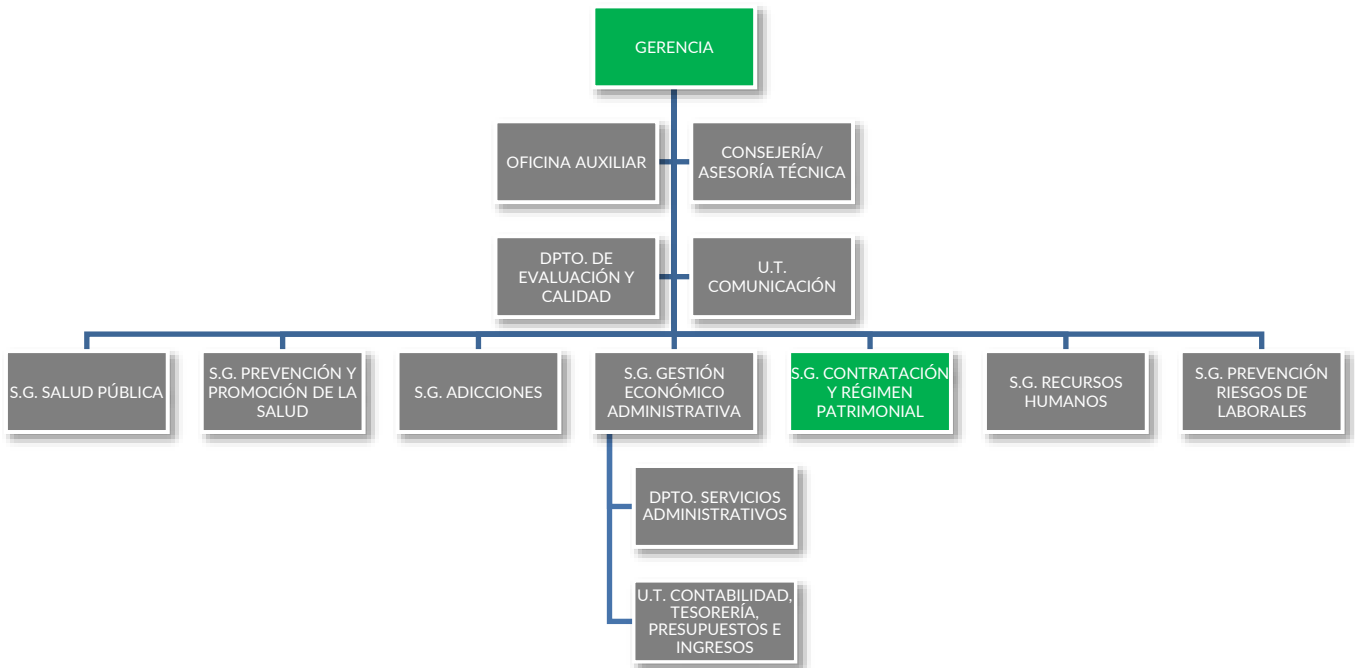 GERENCIA
OFICINA AUXILIAR
CONSEJERÍA/
ASESORÍA TÉCNICA
DPTO. DE
EVALUACIÓN Y
CALIDAD
U.T.
COMUNICACIÓN
S.G. SALUD PÚBLICA
S.G. PREVENCIÓN Y
PROMOCIÓN DE LA
SALUD
S.G. ADICCIONES
S.G. GESTIÓN
ECONÓMICO
ADMINISTRATIVA
S.G. CONTRATACIÓN
Y RÉGIMEN
PATRIMONIAL
S.G. RECURSOS
HUMANOS
S.G. PREVENCIÓN
RIESGOS DE
LABORALES
DPTO. SERVICIOS
ADMINISTRATIVOS
U.T. CONTABILIDAD,
TESORERÍA,
PRESUPUESTOS E
INGRESOS